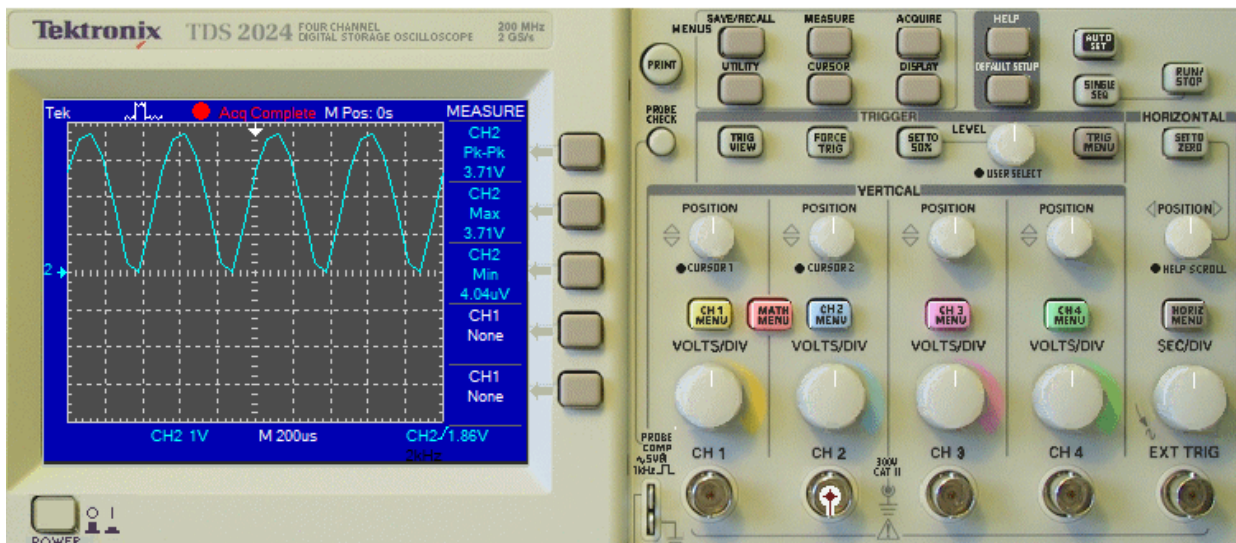 Tektronix TDS 2024 FOUR CHANNEL DIGITAL STORAGE OSCILLOSCOPE 200 MHz 2 GS/s
Tek Acq Complete M Pos: 0s MEASURE
CH2
Pk-Pk
3.71V
CH2
Max
3.71V
CH2
Min
4.04uV
CH1
None
CH1
None
2
CH2 1V M 200us CH2 1.86V
2kHz
POWER
PRINT
PROBE
CHECK
MENUS
SAVE/RECALL MEASURE ACQUIRE
UTILITY CURSOR DISPLAY
HELP
DEFAULT SETUP
AUTO
SET
SINGLE
SEQ
RUN/
STOP
TRIGGER
TRIG
VIEW
FORCE
TRIG
SET TO
50%
LEVEL
USER SELECT
TRIG
MENU
HORIZONTAL
SET TO
ZERO
VERTICAL
POSITION POSITION POSITION POSITION POSITION
CURSOR 1 CURSOR 2 HELP SCROLL
CH 1
MENU
MATH
MENU
CH 2
MENU
CH 3
MENU
CH4
MENU
HORIZ
MENU
VOLTS/DIV VOLTS/DIV VOLTS/DIV VOLTS/DIV SEC/DIV
PROBE
COMP
~5V@
1kHz
CH 1 CH 2 300V
CAT II CH 3 CH 4 EXT TRIG